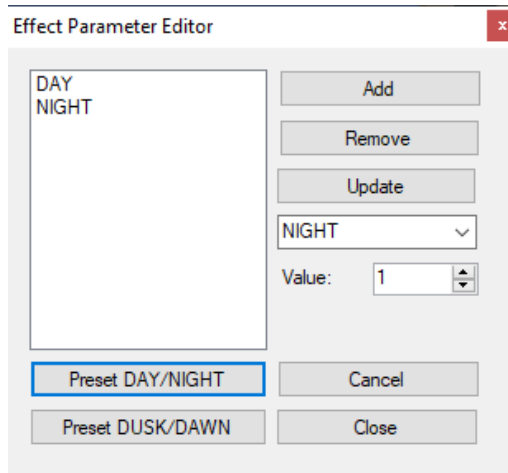 Effect Parameter Editor
x
DAY
NIGHT
Add
Remove
Update
NIGHT
Value: 1
Preset DAY/NIGHT
Cancel
Preset DUSK/DAWN
Close